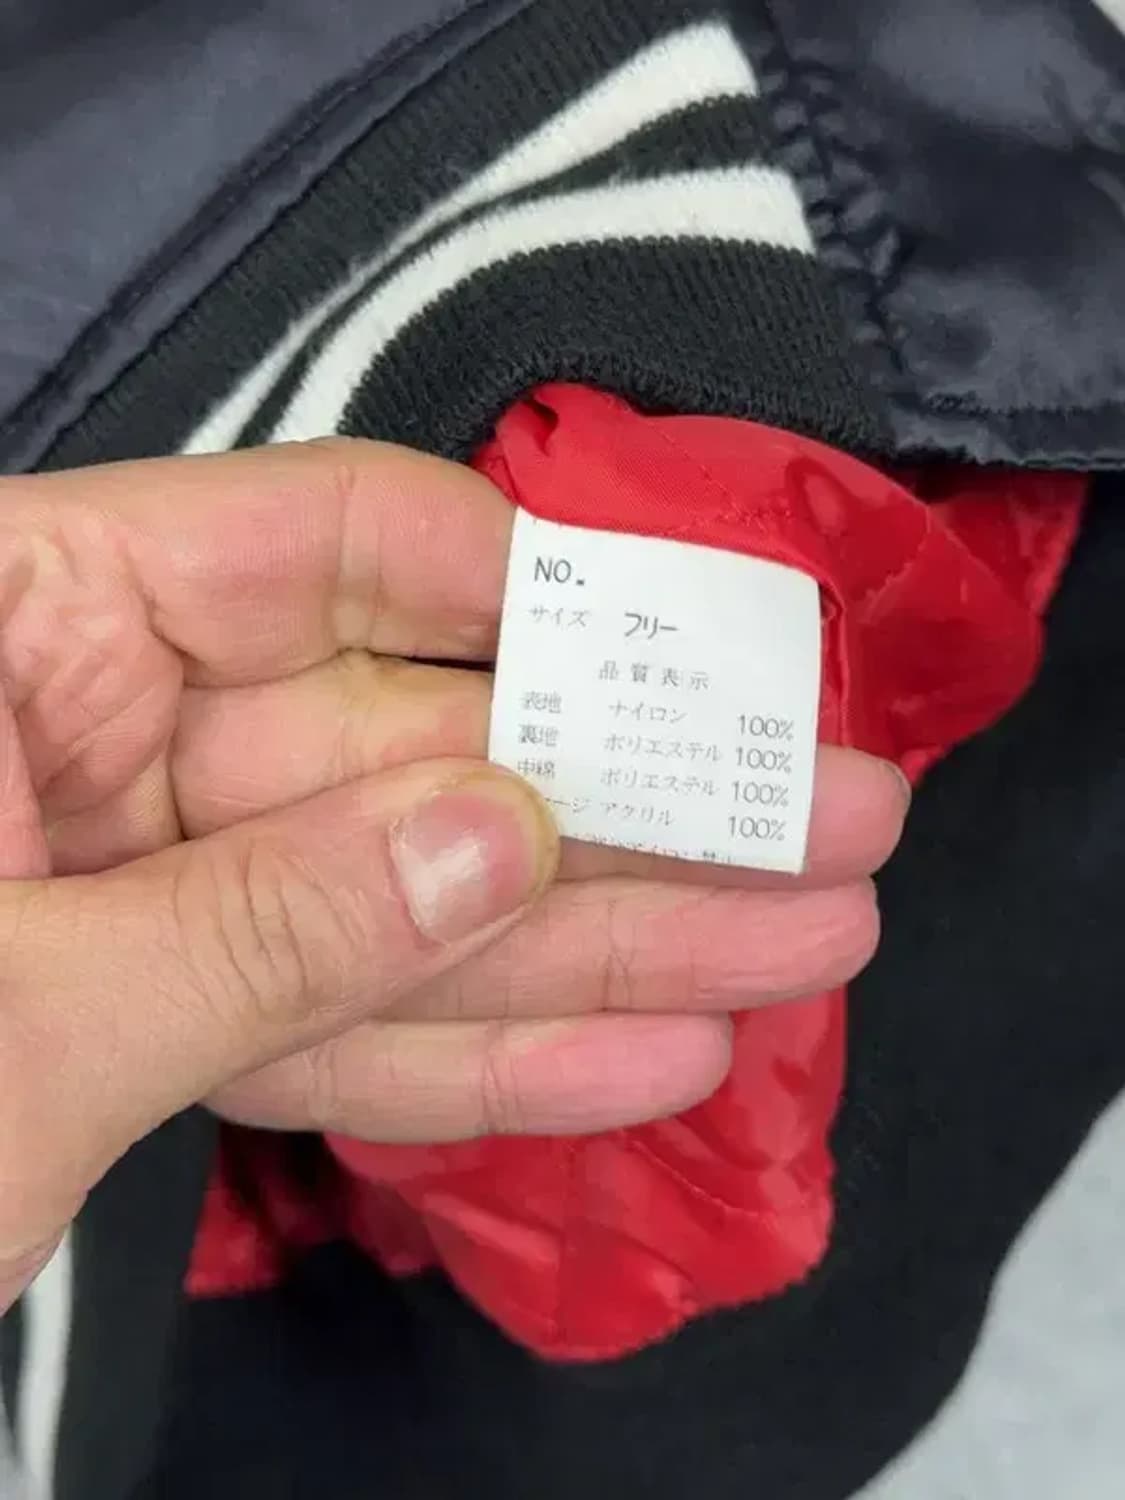 NO.
サイズ フリー
品質表示
表地 ナイロン 100%
裏地 ポリエステル 100%
中綿 ポリエステル 100%
アクリル 100%